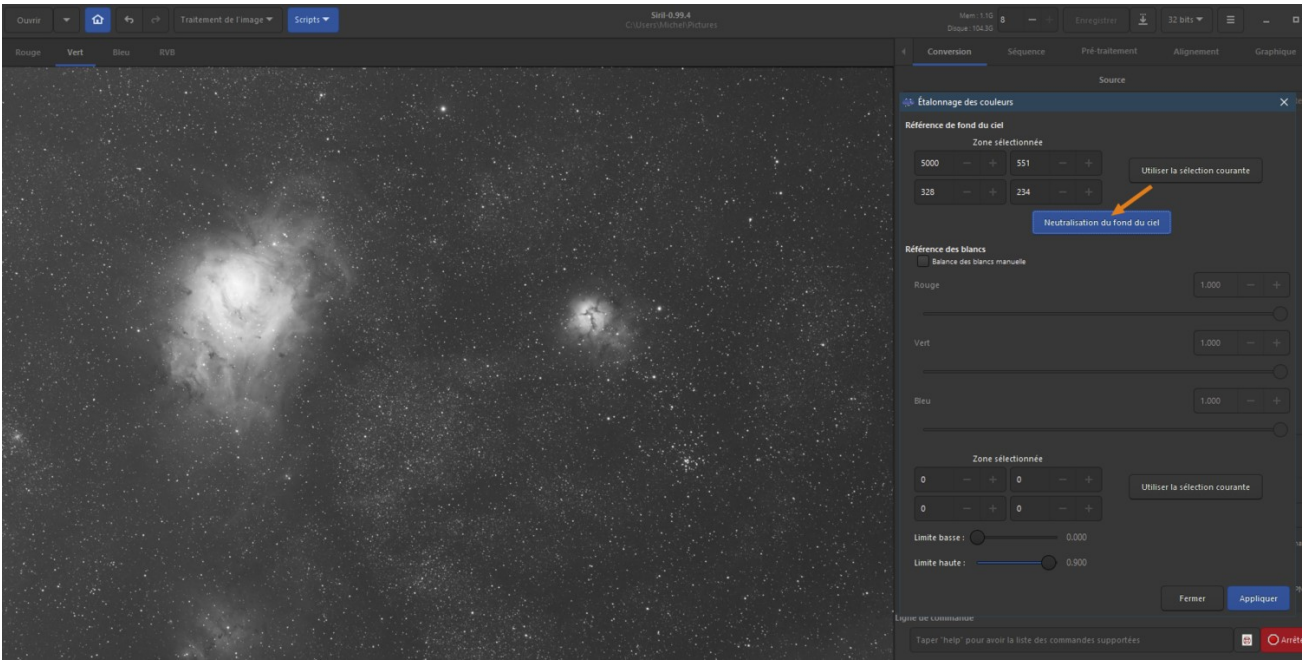 Ouvrir
Traitement de l'image
Scripts
Siril-0.99.4
C:\Users\Michel\Pictures
Mem : 1.1G
Disque : 104.3G
8
Enregistrer
32 bits
Rouge
Vert
Bleu
RVB
Conversion
Séquence
Pré-traitement
Alignement
Graphique
Source
Étalonnage des couleurs
Référence de fond du ciel
Zone sélectionnée
5000
551
Utiliser la sélection courante
328
234
Neutralisation du fond du ciel
Référence des blancs
Balance des blancs manuelle
Rouge
1.000
Vert
1.000
Bleu
1.000
Zone sélectionnée
0
0
Utiliser la sélection courante
0
0
Limite basse :
0.000
Limite haute :
0.900
Fermer
Appliquer
Ligne de commande
Taper 'help' pour avoir la liste des commandes supportées
Arrête